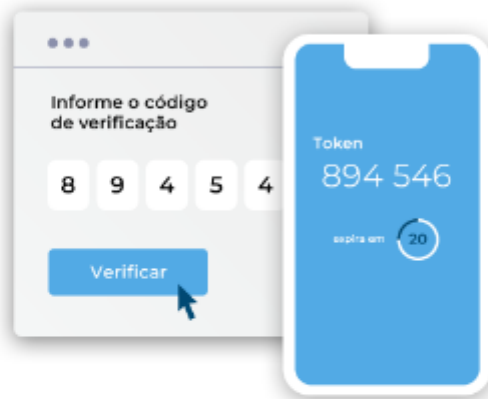 Informe o código
de verificação
8 9 4 5 4
Verificar
Token
894 546
expira em 20